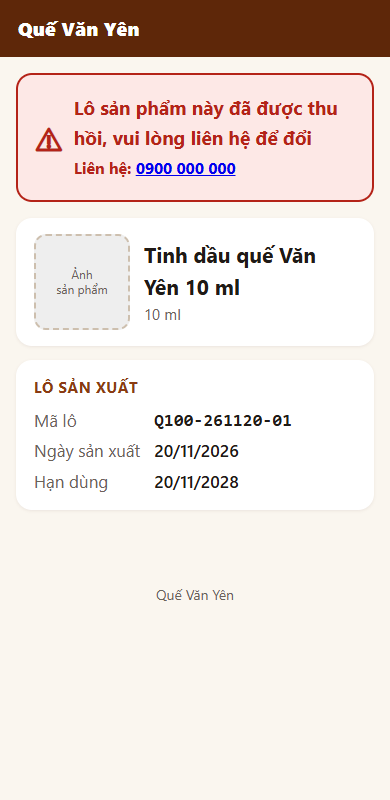 Quế Văn Yên
Lô sản phẩm này đã được thu
hồi, vui lòng liên hệ để đổi
Liên hệ: 0900 000 000
Ảnh
sản phẩm
Tinh dầu quế Văn
Yên 10 ml
10 ml
LÔ SẢN XUẤT
Mã lô Q100-261120-01
Ngày sản xuất 20/11/2026
Hạn dùng 20/11/2028
Quế Văn Yên